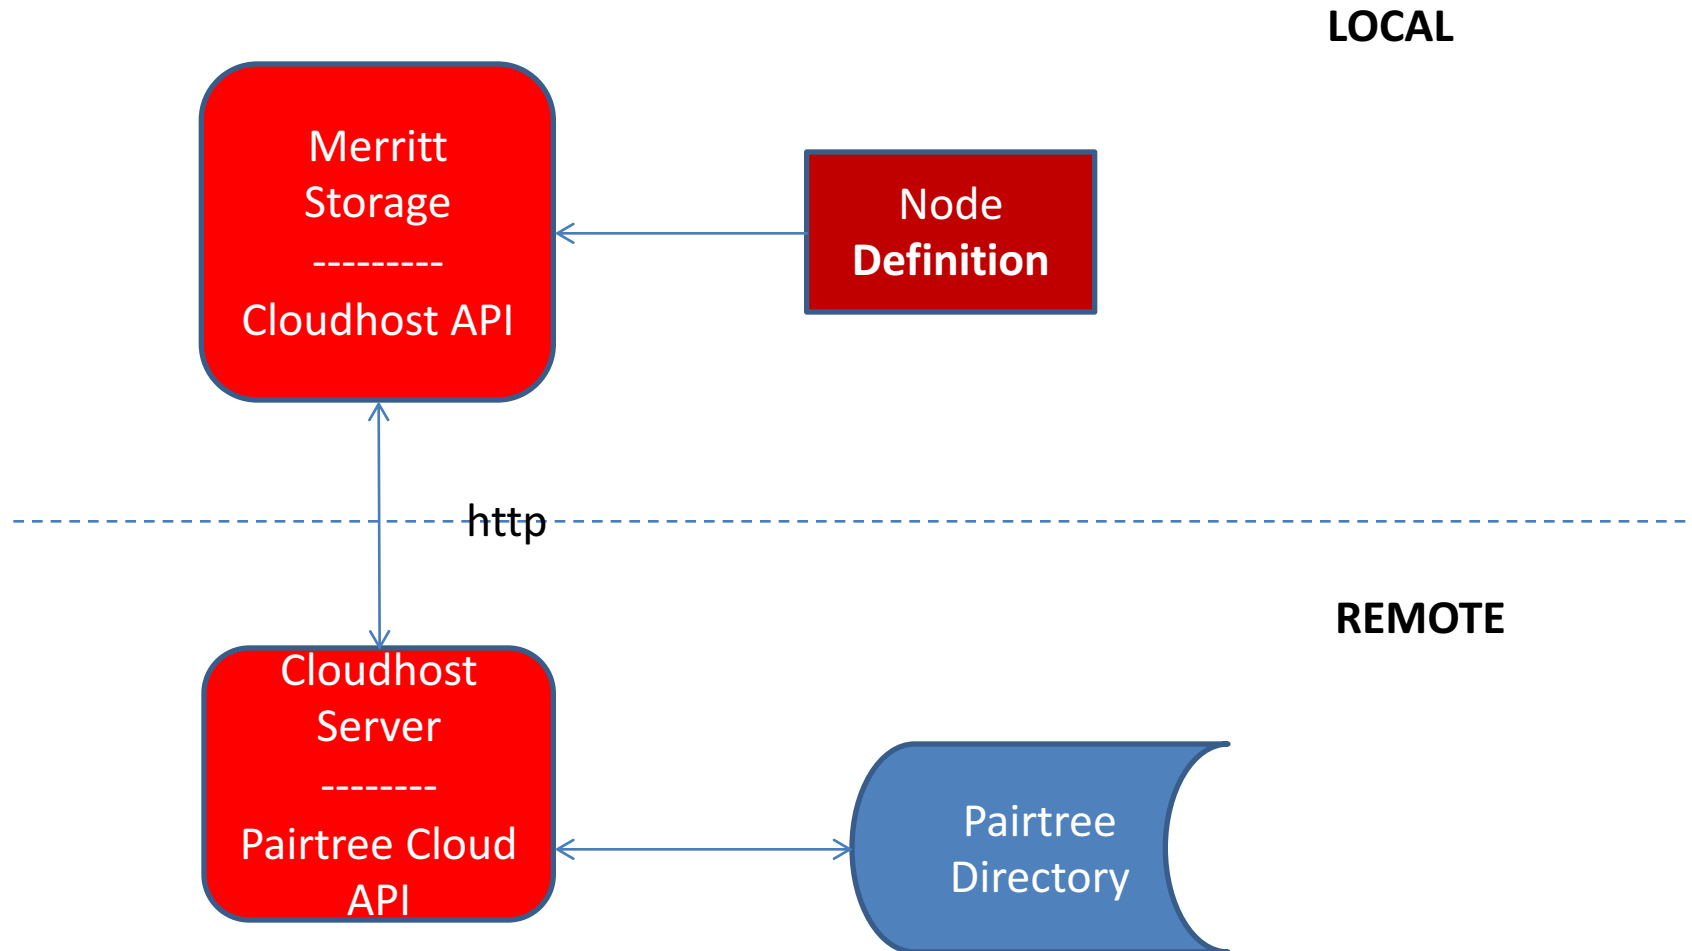 LOCAL
Merritt
Storage
---------
Cloudhost API
Node
Definition
http
REMOTE
Cloudhost
Server
--------
Pairtree Cloud
API
Pairtree
Directory